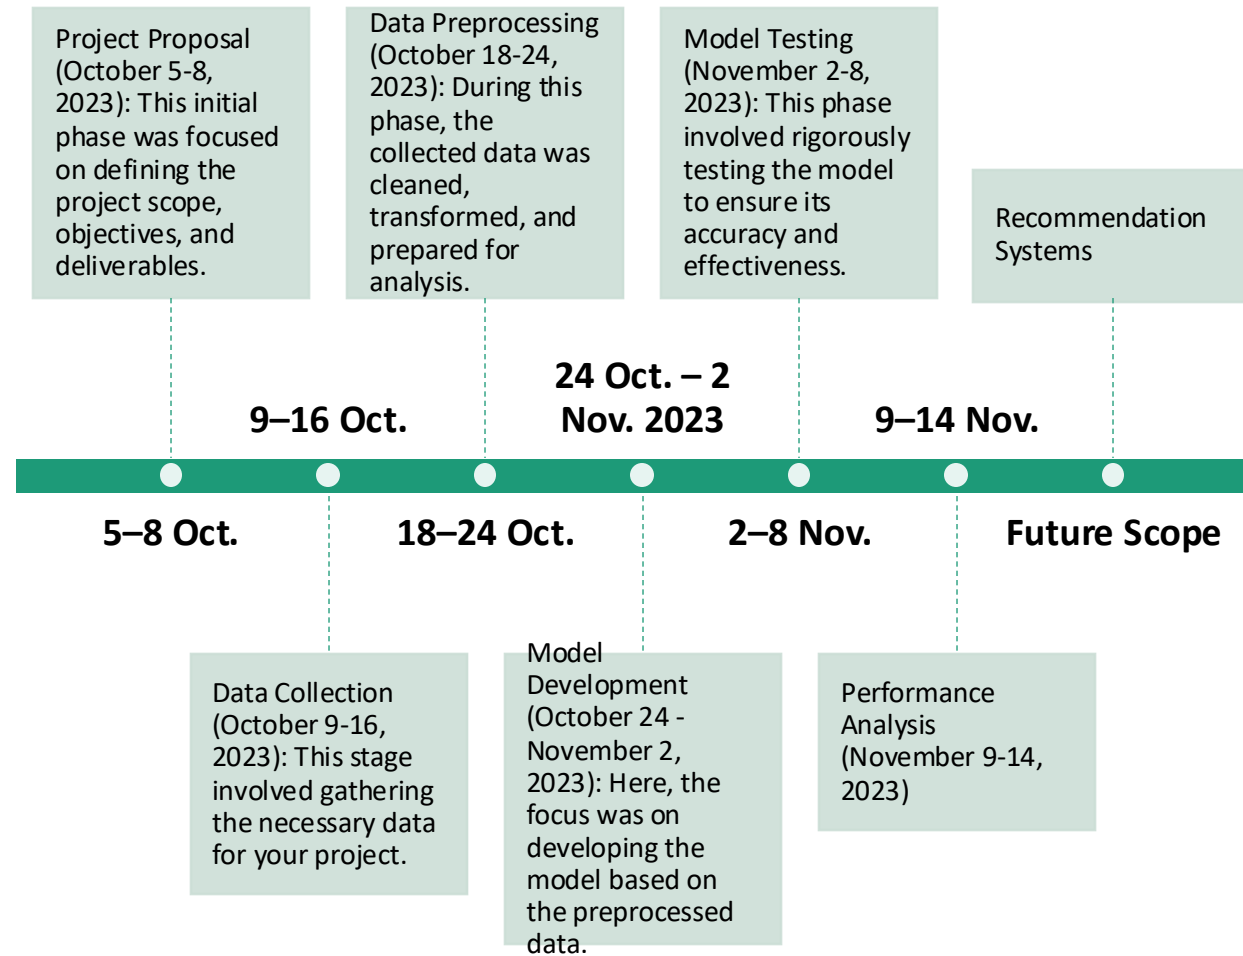 Project Proposal
(October 5-8,
2023): This initial
phase was focused
on defining the
project scope,
objectives, and
deliverables.
Data Preprocessing
(October 18-24,
2023): During this
phase, the
collected data was
cleaned,
transformed, and
prepared for
analysis.
Model Testing
(November 2-8,
2023): This phase
involved rigorously
testing the model
to ensure its
accuracy and
effectiveness.
Recommendation
Systems
9–16 Oct.
24 Oct. – 2
Nov. 2023
9–14 Nov.
5–8 Oct.
18–24 Oct.
2–8 Nov.
Future Scope
Data Collection
(October 9-16,
2023): This stage
involved gathering
the necessary data
for your project.
Model
Development
(October 24 -
November 2,
2023): Here, the
focus was on
developing the
model based on
the preprocessed
data.
Performance
Analysis
(November 9-14,
2023)